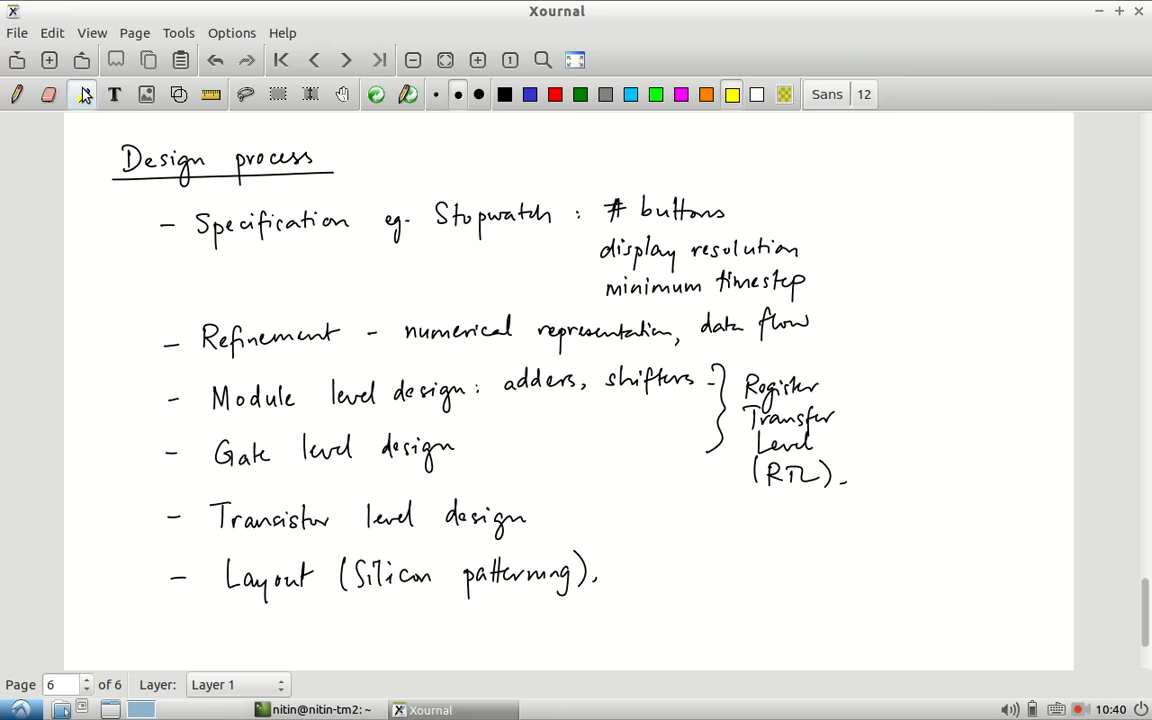 Xournal
File Edit View Page Tools Options Help
Sans 12
Design process
- Specification eg. Stopwatch : # buttons
display resolution
minimum timestep
- Refinement - numerical representation, data flow
- Module level design: adders, shifters - } Register
Transfer
- Gate level design Level
(RTL).
- Transistor level design
- Layout (Silicon patterning).
Page 6 of 6 Layer: Layer 1
nitin@nitin-tm2: ~ Xournal 10:40